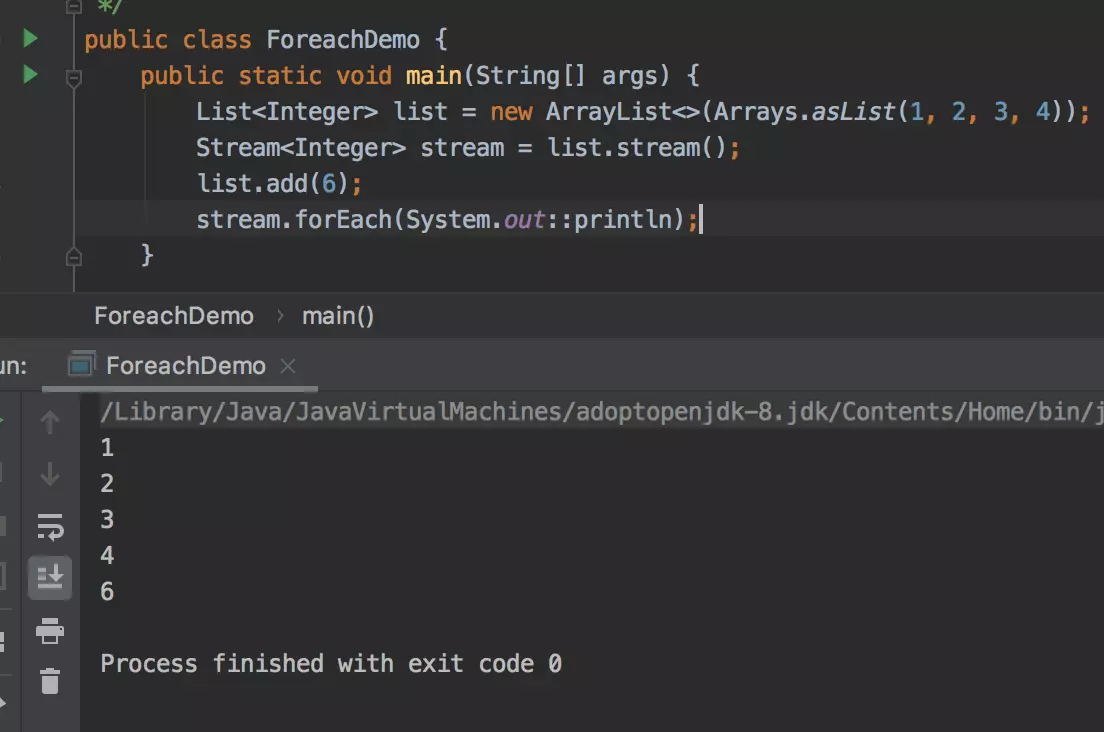 */
public class ForeachDemo {
public static void main(String[] args) {
List<Integer> list = new ArrayList<>(Arrays.asList(1, 2, 3, 4));
Stream<Integer> stream = list.stream();
list.add(6);
stream.forEach(System.out::println);
}
ForeachDemo › main()
un: ForeachDemo ×
/Library/Java/JavaVirtualMachines/adoptopenjdk-8.jdk/Contents/Home/bin/j
1
2
3
4
6
Process finished with exit code 0